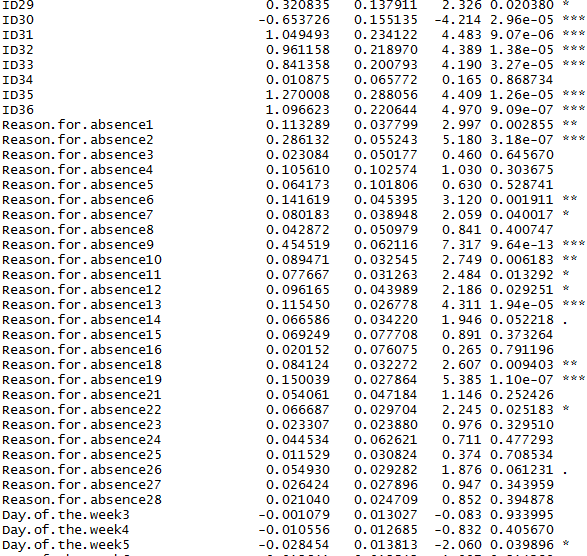 ID29 0.320835 0.137911 2.326 0.020380 *
ID30 -0.653726 0.155135 -4.214 2.96e-05 ***
ID31 1.049493 0.234122 4.483 9.07e-06 ***
ID32 0.961158 0.218970 4.389 1.38e-05 ***
ID33 0.841358 0.200793 4.190 3.27e-05 ***
ID34 0.010875 0.065772 0.165 0.868734
ID35 1.270008 0.288056 4.409 1.26e-05 ***
ID36 1.096623 0.220644 4.970 9.09e-07 ***
Reason.for.absence1 0.113289 0.037799 2.997 0.002855 **
Reason.for.absence2 0.286132 0.055243 5.180 3.18e-07 ***
Reason.for.absence3 0.023084 0.050177 0.460 0.645670
Reason.for.absence4 0.105610 0.102574 1.030 0.303675
Reason.for.absence5 0.064173 0.101806 0.630 0.528741
Reason.for.absence6 0.141619 0.045395 3.120 0.001911 **
Reason.for.absence7 0.080183 0.038948 2.059 0.040017 *
Reason.for.absence8 0.042872 0.050979 0.841 0.400747
Reason.for.absence9 0.454519 0.062116 7.317 9.64e-13 ***
Reason.for.absence10 0.089471 0.032545 2.749 0.006183 **
Reason.for.absence11 0.077667 0.031263 2.484 0.013292 *
Reason.for.absence12 0.096165 0.043989 2.186 0.029251 *
Reason.for.absence13 0.115450 0.026778 4.311 1.94e-05 ***
Reason.for.absence14 0.066586 0.034220 1.946 0.052218 .
Reason.for.absence15 0.069249 0.077708 0.891 0.373264
Reason.for.absence16 0.020152 0.076075 0.265 0.791196
Reason.for.absence18 0.084124 0.032272 2.607 0.009403 **
Reason.for.absence19 0.150039 0.027864 5.385 1.10e-07 ***
Reason.for.absence21 0.054061 0.047184 1.146 0.252426
Reason.for.absence22 0.066687 0.029704 2.245 0.025183 *
Reason.for.absence23 0.023307 0.023880 0.976 0.329510
Reason.for.absence24 0.044534 0.062621 0.711 0.477293
Reason.for.absence25 0.011529 0.030824 0.374 0.708534
Reason.for.absence26 0.054930 0.029282 1.876 0.061231 .
Reason.for.absence27 0.026424 0.027896 0.947 0.343959
Reason.for.absence28 0.021040 0.024709 0.852 0.394878
Day.of.the.week3 -0.001079 0.013027 -0.083 0.933995
Day.of.the.week4 -0.010556 0.012685 -0.832 0.405670
Day.of.the.week5 -0.028454 0.013813 -2.060 0.039896 *